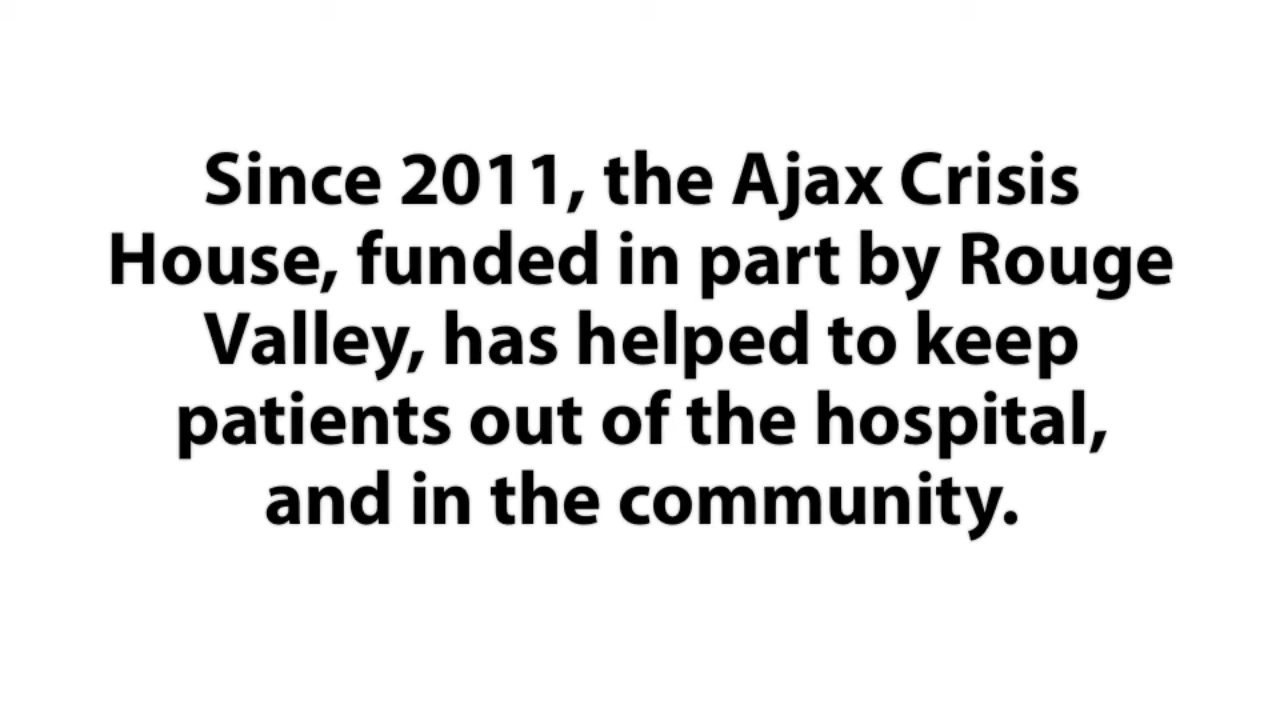 Since 2011, the Ajax Crisis
House, funded in part by Rouge
Valley, has helped to keep
patients out of the hospital,
and in the community.